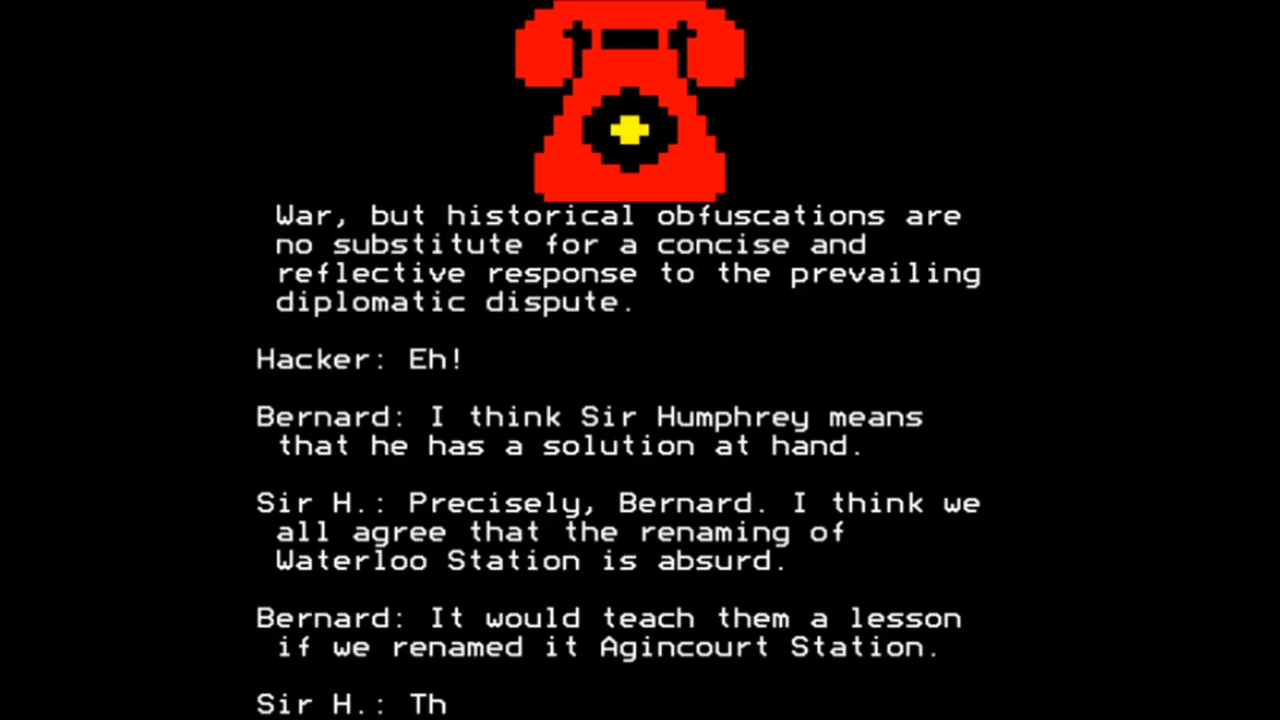 War, but historical obfuscations are
no substitute for a concise and
reflective response to the prevailing
diplomatic dispute.
Hacker: Eh!
Bernard: I think Sir Humphrey means
that he has a solution at hand.
Sir H.: Precisely, Bernard. I think we
all agree that the renaming of
Waterloo Station is absurd.
Bernard: It would teach them a lesson
if we renamed it Agincourt Station.
Sir H.: Th